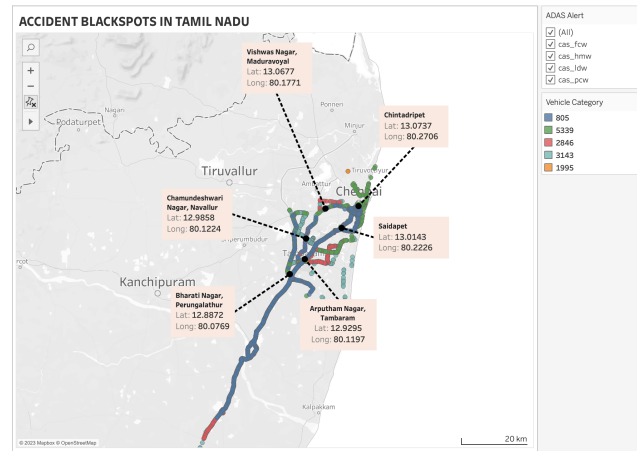 ACCIDENT BLACKSPOTS IN TAMIL NADU
ADAS Alert
(All)
cas_fcw
cas_hmw
cas_ldw
cas_pcw
Vehicle Category
805
5339
2846
3143
1995
Vishwas Nagar,
Maduravoyal
Lat: 13.0677
Long: 80.1771
Nagari
Podaturpet
Ponneri
Minjur
Chintadripet
Lat: 13.0737
Long: 80.2706
Tiruvallur
Tiruvottiyur
Ambattur
Chennai
Chamundeshwari
Nagar, Navallur
Lat: 12.9858
Long: 80.1224
Saidapet
Lat: 13.0143
Long: 80.2226
Kanchipuram
Bharati Nagar,
Perungalathur
Lat: 12.8872
Long: 80.0769
Arputham Nagar,
Tambaram
Lat: 12.9295
Long: 80.1197
Kalpakkam
© 2023 Mapbox © OpenStreetMap
20 km